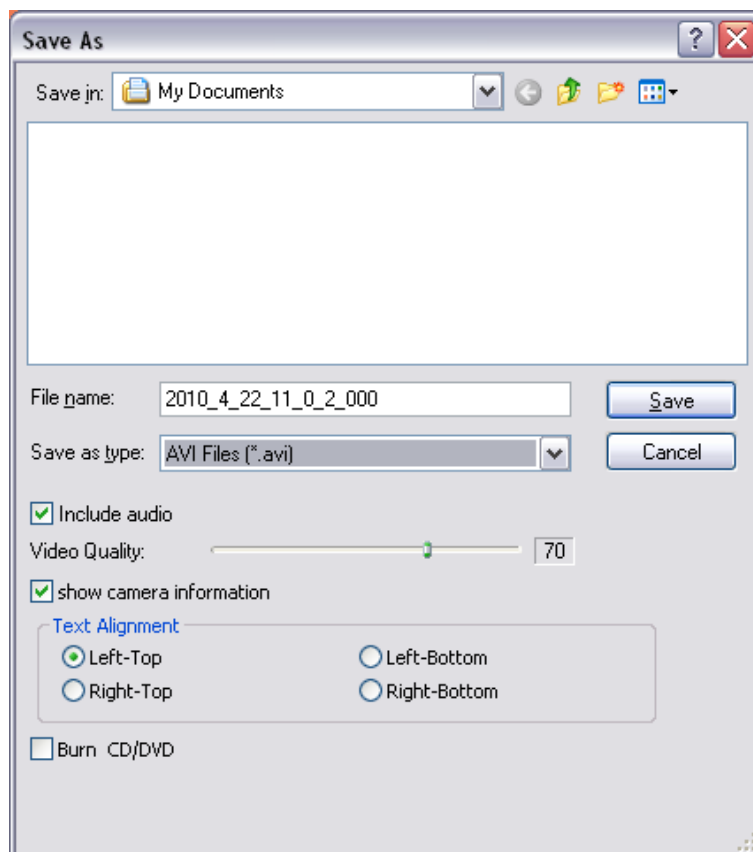 Save As
Save in: My Documents
File name: 2010_4_22_11_0_2_000
Save
Save as type: AVI Files (*.avi)
Cancel
Include audio
Video Quality: 70
show camera information
Text Alignment
Left-Top
Left-Bottom
Right-Top
Right-Bottom
Burn CD/DVD